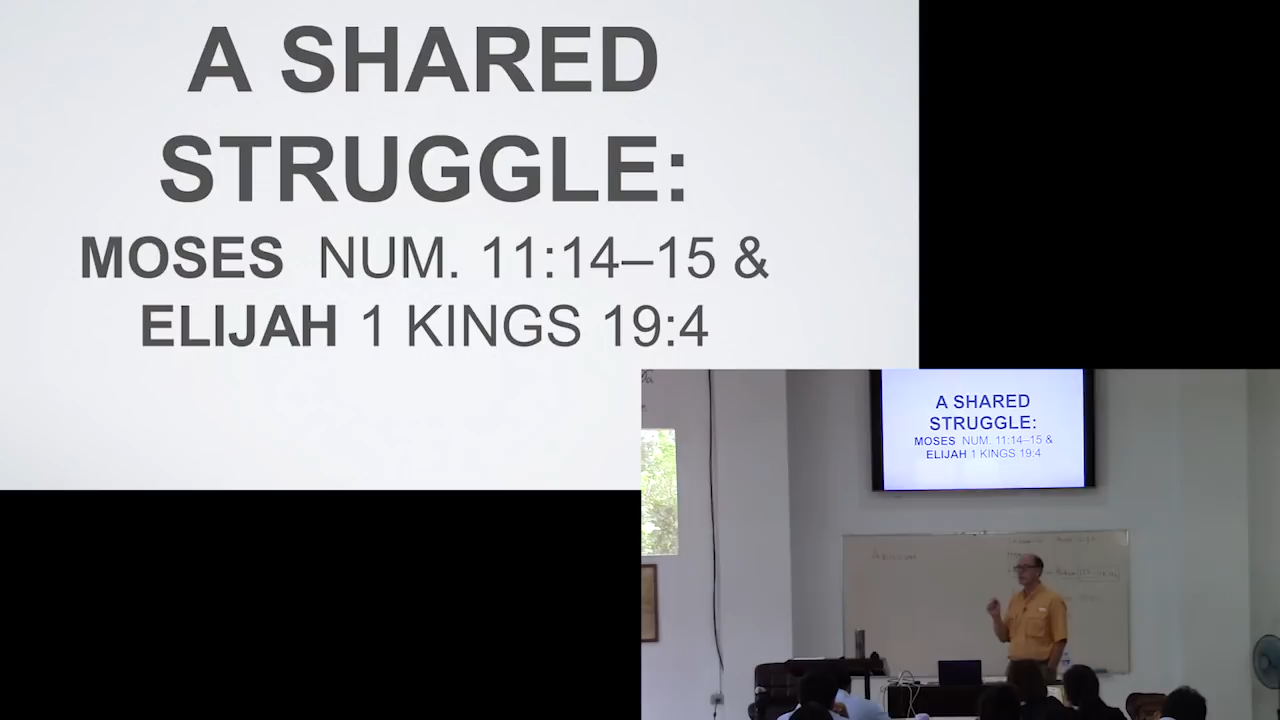 A SHARED
STRUGGLE:
MOSES NUM. 11:14–15 &
ELIJAH 1 KINGS 19:4
A SHARED
STRUGGLE:
MOSES NUM. 11:14–15 &
ELIJAH 1 KINGS 19:4